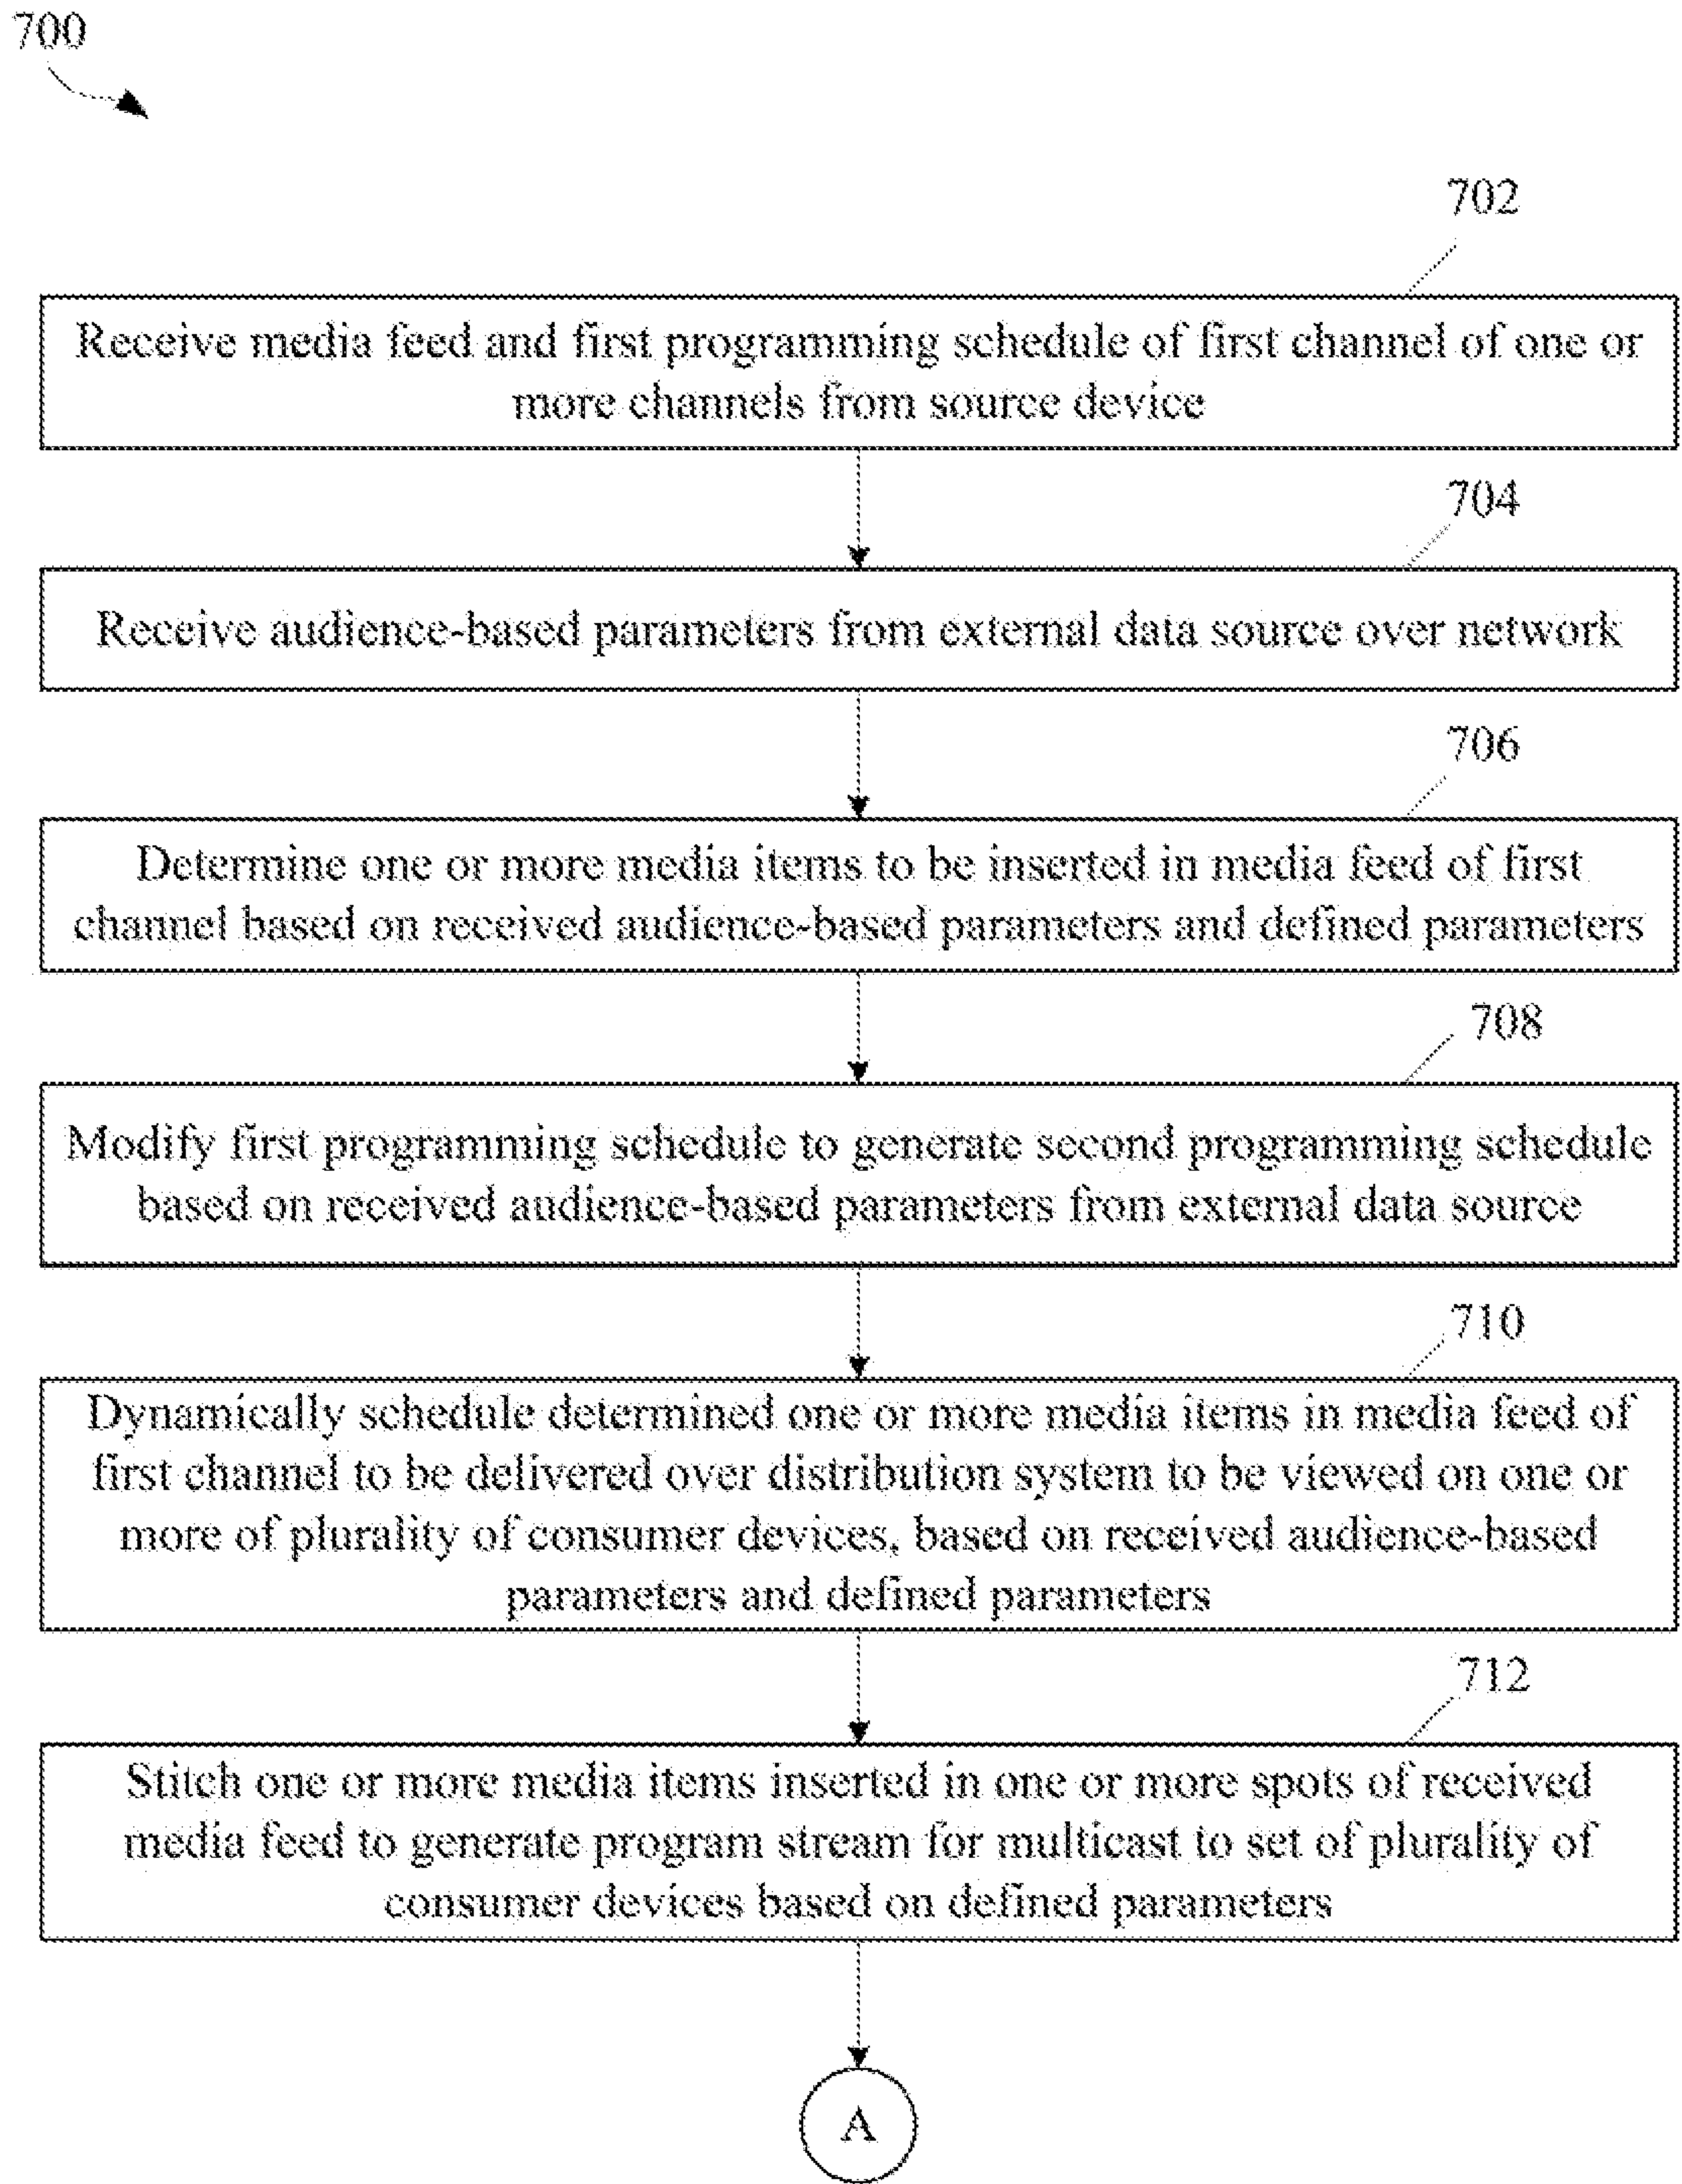 700
702
Receive media feed and first programming schedule of first channel of one or
more channels from source device
704
Receive audience-based parameters from external data source over network
706
Determine one or more media items to be inserted in media feed of first
channel based on received audience-based parameters and defined parameters
708
Modify first programming schedule to generate second programming schedule
based on received audience-based parameters from external data source
710
Dynamically schedule determined one or more media items in media feed of
first channel to be delivered over distribution system to be viewed on one or
more of plurality of consumer devices, based on received audience-based
parameters and defined parameters
712
Stitch one or more media items inserted in one or more spots of received
media feed to generate program stream for multicast to set of plurality of
consumer devices based on defined parameters
A